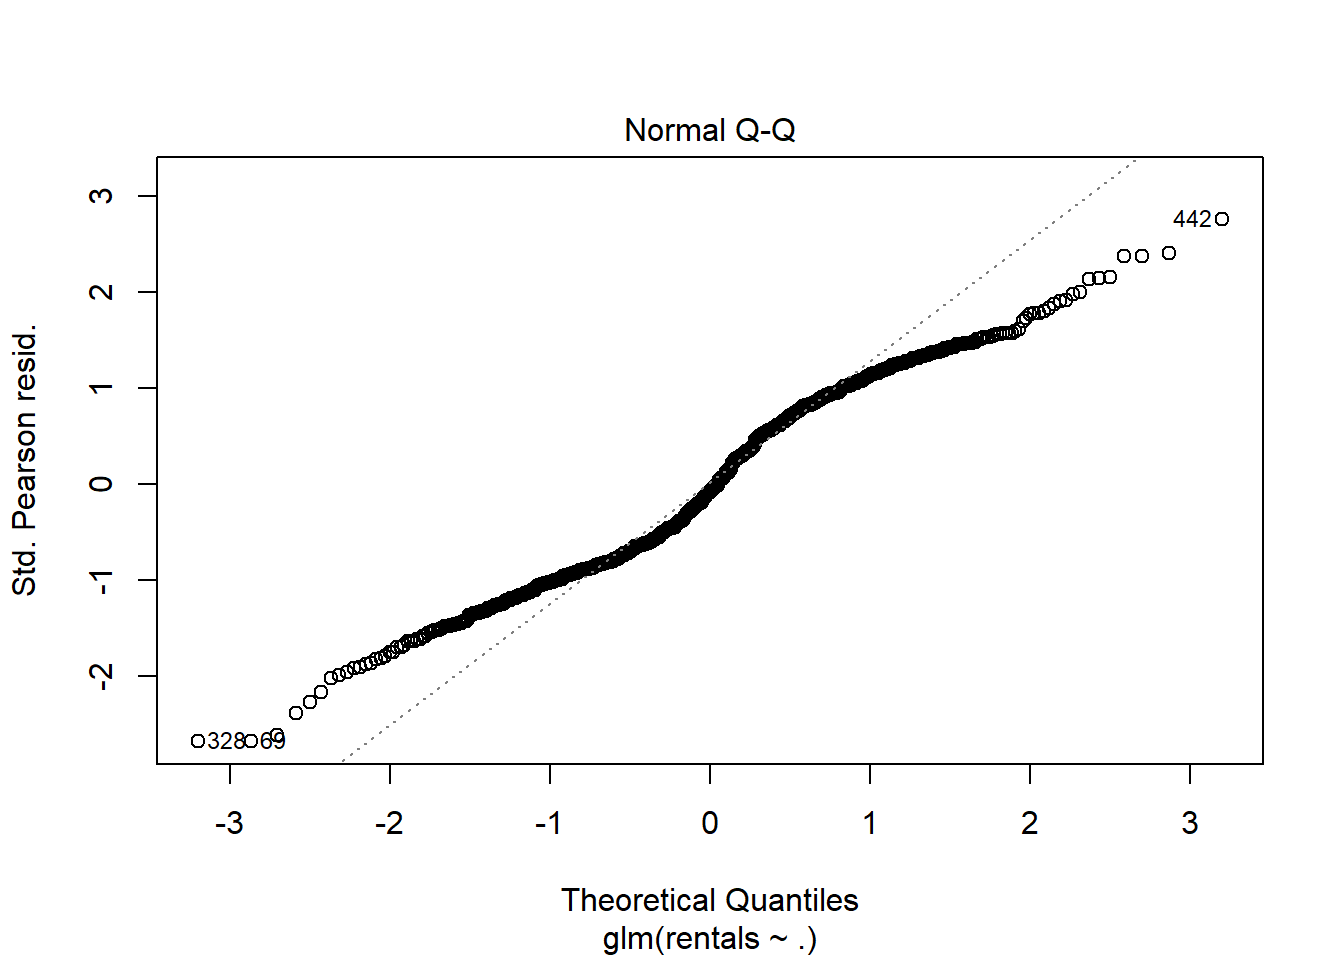 Normal Q-Q
Std. Pearson resid.
3
2
1
0
-1
-2
442
328
69
-3 -2 -1 0 1 2 3
Theoretical Quantiles
glm(rentals ~ .)